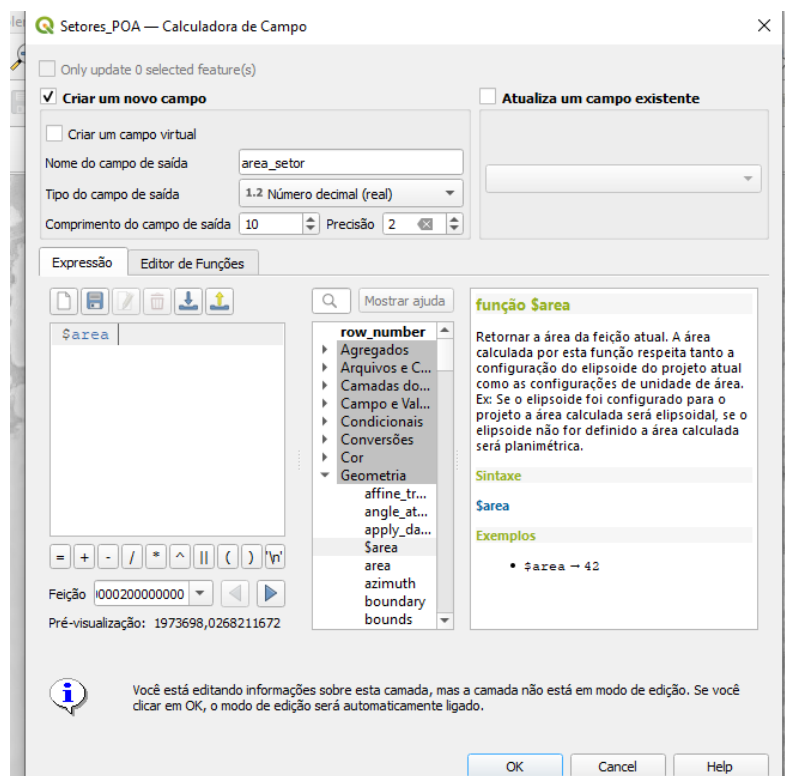 Setores_POA — Calculadora de Campo
Only update 0 selected feature(s)
Criar um novo campo
Atualiza um campo existente
Criar um campo virtual
Nome do campo de saída area_setor
Tipo do campo de saída 1.2 Número decimal (real)
Comprimento do campo de saída 10 Precisão 2
Expressão Editor de Funções
$area
Mostrar ajuda
row_number
Agregados
Arquivos e C...
Camadas do...
Campo e Val...
Condicionais
Conversões
Cor
Geometria
affine_tr...
angle_at...
apply_da...
$area
area
azimuth
boundary
bounds
função $area
Retornar a área da feição atual. A área
calculada por esta função respeita tanto a
configuração do elipsoide do projeto atual
como as configurações de unidade de área.
Ex: Se o elipsoide foi configurado para o
projeto a área calculada será elipsoidal, se o
elipsoide não for definido a área calculada
será planimétrica.
Sintaxe
$area
Exemplos
• $area → 42
= + - / * ^ || ( ) '\n'
Feição 0000200000000
Pré-visualização: 1973698,0268211672
Você está editando informações sobre esta camada, mas a camada não está em modo de edição. Se você
clicar em OK, o modo de edição será automaticamente ligado.
OK Cancel Help